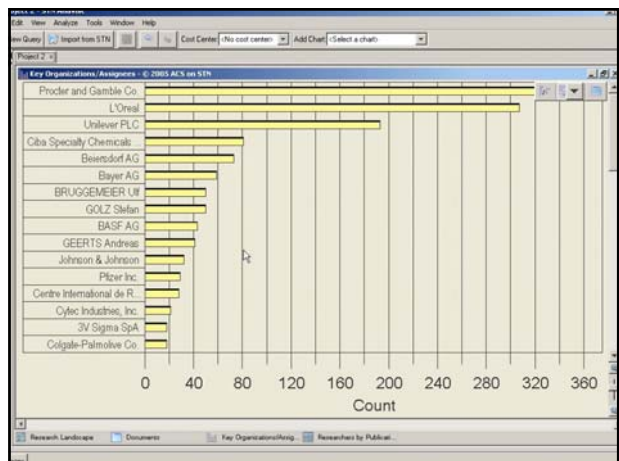 Edit View Analyze Tools Window Help
Import from STN Cost Center <No cost center> Add Chart <Select a chart>
Project 2
Key Organizations/Assignees - © 2005 ACS on STN
Procter and Gamble Co.
L'Oreal
Unilever PLC
Ciba Specialty Chemicals ...
Beiersdorf AG
Bayer AG
BRUGGEMEIER Ulf
GOLZ Stefan
BASF AG
GEERTS Andreas
Johnson & Johnson
Pfizer Inc.
Centre International de R...
Cytec Industries, Inc.
3V Sigma SpA
Colgate-Palmolive Co.
0 40 80 120 160 200 240 280 320 360
Count
Research Landscape Documents Key Organizations/Assig... Researchers by Publicati...